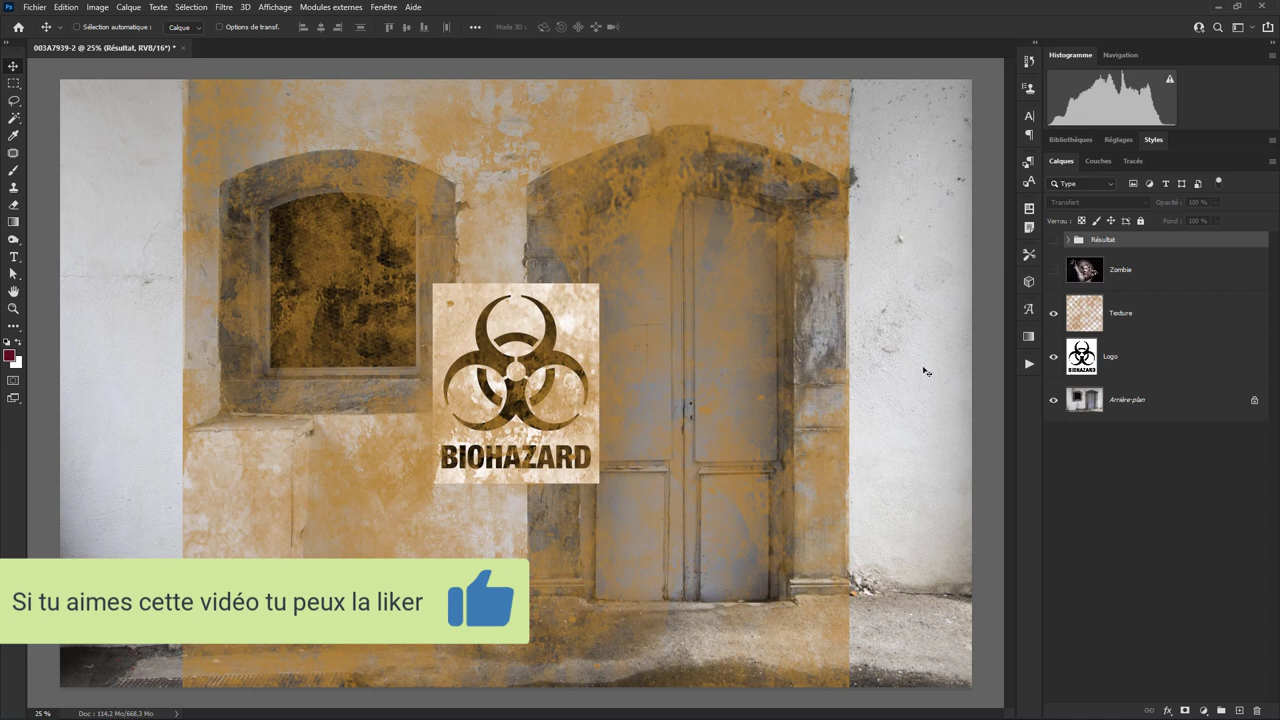 Fichier Edition Image Calque Texte Sélection Filtre 3D Affichage Modules externes Fenêtre Aide
Sélection automatique : Calque Options de transf. Mode 3D :
003A7939-2 @ 25% (Résultat, RVB/16*) *
Histogramme Navigation
Bibliothèques Réglages Styles
Calques Couches Tracés
Type
Transfert Opacité : 100 %
Verrou : Fond : 100 %
Résultat
Zombie
Texture
Logo
BIOHAZARD
Arrière-plan
BIOHAZARD
Si tu aimes cette vidéo tu peux la liker
25 % Doc : 114,2 Mo/668,3 Mo